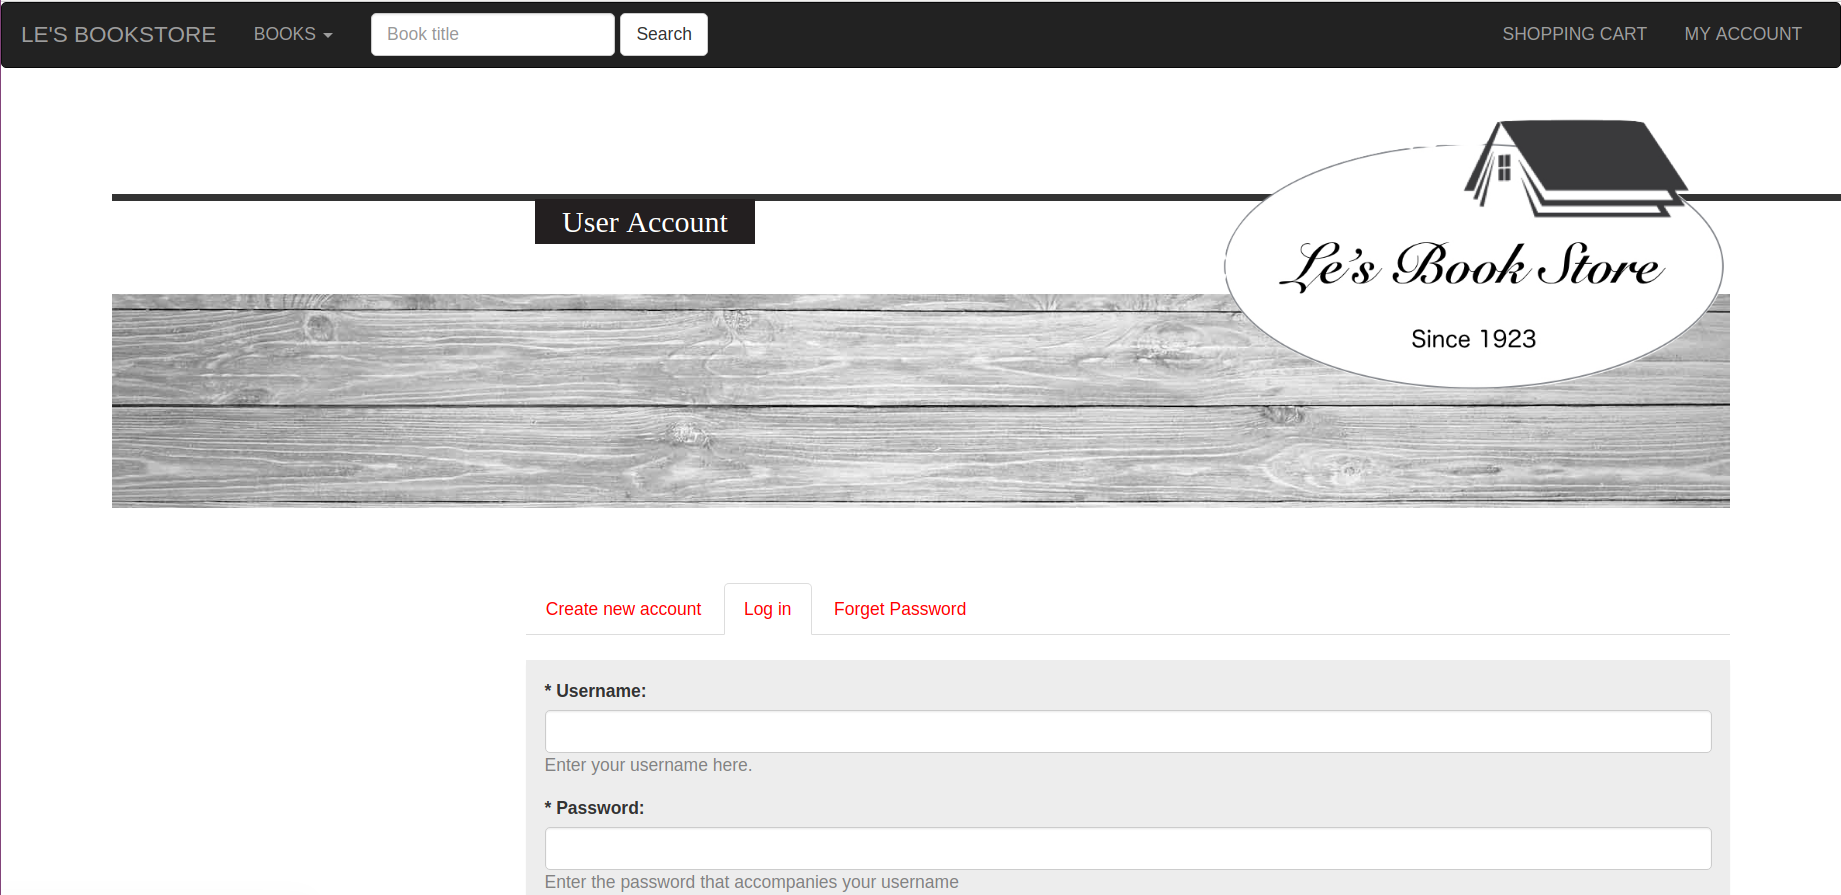 LE'S BOOKSTORE BOOKS Book title Search SHOPPING CART MY ACCOUNT
User Account
Le's Book Store
Since 1923
Create new account Log in Forget Password
* Username:
Enter your username here.
* Password:
Enter the password that accompanies your username